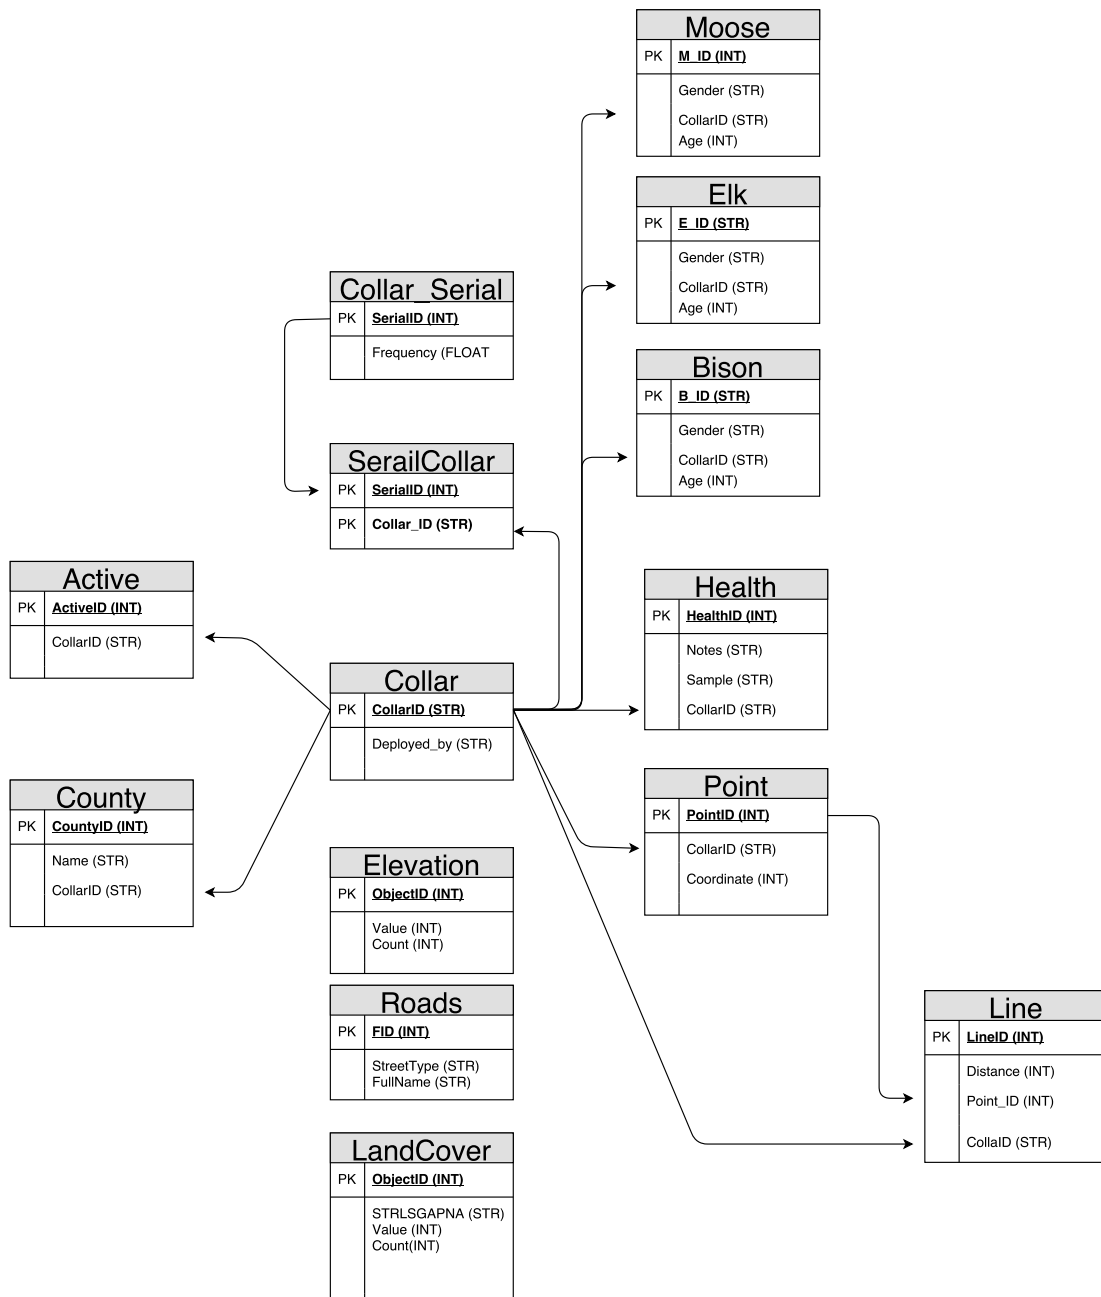 Moose
PK M_ID (INT)
Gender (STR)
CollarID (STR)
Age (INT)
Elk
PK E_ID (STR)
Gender (STR)
CollarID (STR)
Age (INT)
Collar_Serial
PK SerialID (INT)
Frequency (FLOAT
Bison
PK B_ID (STR)
Gender (STR)
CollarID (STR)
Age (INT)
SerailCollar
PK SerialID (INT)
PK Collar_ID (STR)
Active
PK ActiveID (INT)
CollarID (STR)
Health
PK HealthID (INT)
Notes (STR)
Sample (STR)
CollarID (STR)
Collar
PK CollarID (STR)
Deployed_by (STR)
County
PK CountyID (INT)
Name (STR)
CollarID (STR)
Point
PK PointID (INT)
CollarID (STR)
Coordinate (INT)
Elevation
PK ObjectID (INT)
Value (INT)
Count (INT)
Roads
PK FID (INT)
StreetType (STR)
FullName (STR)
Line
PK LineID (INT)
Distance (INT)
Point_ID (INT)
CollaID (STR)
LandCover
PK ObjectID (INT)
STRLSGAPNA (STR)
Value (INT)
Count(INT)